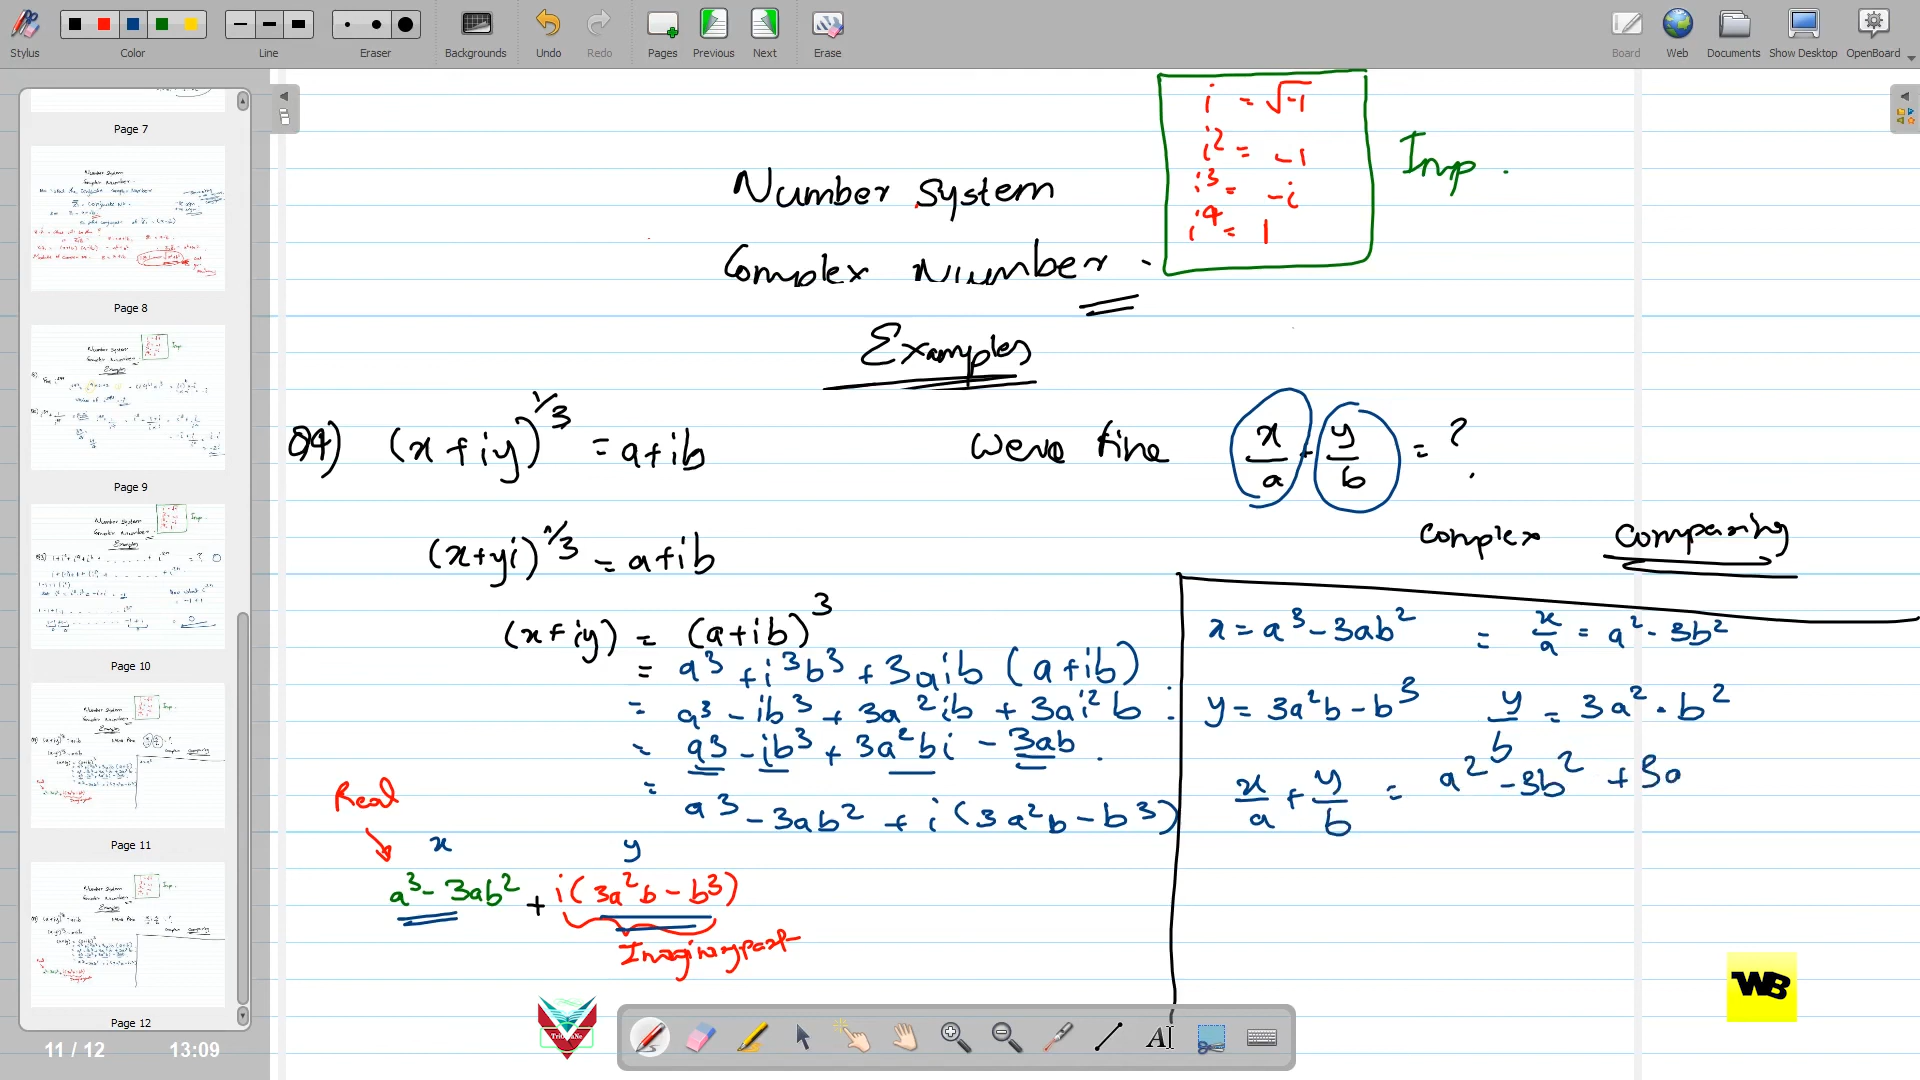 Stylus Color Line Eraser Backgrounds Undo Redo Pages Previous Next Erase Board Web Documents Show Desktop OpenBoard
Page 7
Page 8
Page 9
Page 10
Page 11
Page 12
11 / 12 13:09
i = √-1
i² = -1
i³ = -i
i⁴ = 1
Imp.
Number System
Complex Number
Examples
Q4) (x+iy)^1/3 = a+ib
x/a + y/b = ?
(x+yi)^1/3 = a+ib
(x+iy) = (a+ib)³
= a³ + i³b³ + 3aib (a+ib)
= a³ - ib³ + 3a²ib + 3ai²b
= a³ - ib³ + 3a²bi - 3ab.
= a³ - 3ab² + i(3a²b - b³)
Real
x y
a³ - 3ab² + i(3a²b - b³)
complex comparing
x = a³ - 3ab² = x/a = a² - 3b²
y = 3a²b - b³ y/b = 3a² - b²
x/a + y/b = a² - 3b² + 3a
WB